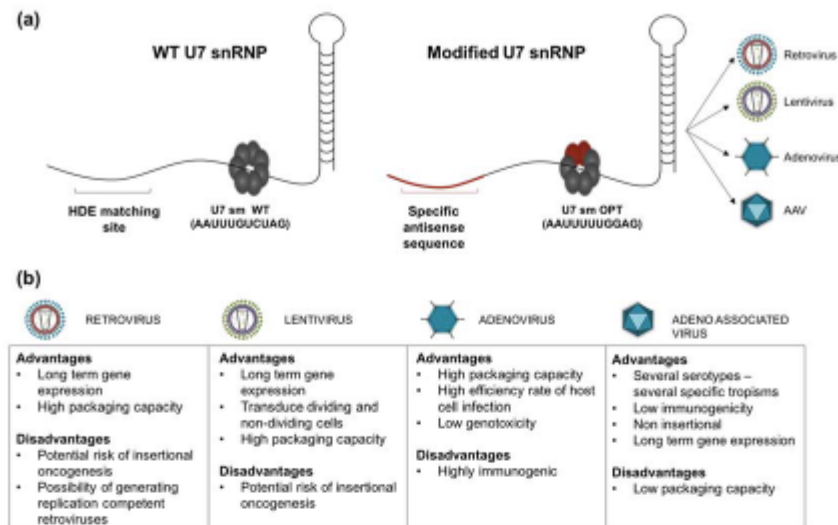 (a)
WT U7 snRNP
Modified U7 snRNP
Retrovirus
Lentivirus
Adenovirus
AAV
HDE matching
site
U7 sm WT
(AAUUUGUCUAG)
Specific
antisense
sequence
U7 sm OPT
(AAUUUUUGGAG)
(b)
RETROVIRUS
LENTIVIRUS
ADENOVIRUS
ADENO ASSOCIATED
VIRUS
Advantages
• Long term gene
expression
• High packaging capacity
Disadvantages
• Potential risk of insertional
oncogenesis
• Possibility of generating
replication competent
retroviruses
Advantages
• Long term gene
expression
• Transduce dividing and
non-dividing cells
• High packaging capacity
Disadvantages
• Potential risk of insertional
oncogenesis
Advantages
• High packaging capacity
• High efficiency rate of host
cell infection
• Low genotoxicity
Disadvantages
• Highly immunogenic
Advantages
• Several serotypes –
several specific tropisms
• Low immunogenicity
• Non insertional
• Long term gene expression
Disadvantages
• Low packaging capacity